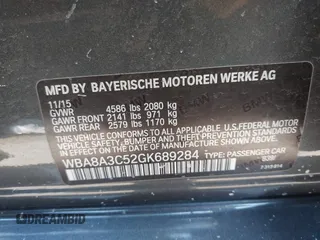 MFD BY BAYERISCHE MOTOREN WERKE AG
11/15
GVWR 4586 lbs 2080 kg
GAWR FRONT 2141 lbs 971 kg
GAWR REAR 2579 lbs 1170 kg
THIS VEHICLE CONFORMS TO ALL APPLICABLE
U.S. FEDERAL MOTOR VEHICLE SAFETY, BUMPER,
AND THEFT PREVENTION STANDARDS IN EFFECT
ON THE DATE OF MANUFACTURE SHOWN ABOVE
WBA8A3C52GK689284 TYPE: PASSENGER CAR
DREAMBID